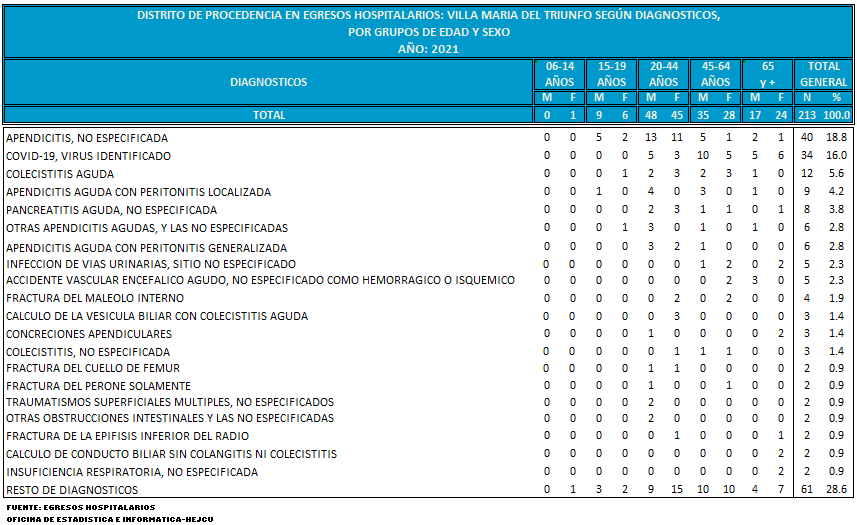 DISTRITO DE PROCEDENCIA EN EGRESOS HOSPITALARIOS: VILLA MARIA DEL TRIUNFO SEGÚN DIAGNOSTICOS,
POR GRUPOS DE EDAD Y SEXO
AÑO: 2021
DIAGNOSTICOS 06-14 AÑOS 15-19 AÑOS 20-44 AÑOS 45-64 AÑOS 65 y + TOTAL GENERAL
M F M F M F M F M F N %
TOTAL 0 1 9 6 48 45 35 28 17 24 213 100.0
APENDICITIS, NO ESPECIFICADA 0 0 5 2 13 11 5 1 2 1 40 18.8
COVID-19, VIRUS IDENTIFICADO 0 0 0 0 5 3 10 5 5 6 34 16.0
COLECISTITIS AGUDA 0 0 0 1 2 3 2 3 1 0 12 5.6
APENDICITIS AGUDA CON PERITONITIS LOCALIZADA 0 0 1 0 4 0 3 0 1 0 9 4.2
PANCREATITIS AGUDA, NO ESPECIFICADA 0 0 0 0 2 3 1 1 0 1 8 3.8
OTRAS APENDICITIS AGUDAS, Y LAS NO ESPECIFICADAS 0 0 0 1 3 0 1 0 1 0 6 2.8
APENDICITIS AGUDA CON PERITONITIS GENERALIZADA 0 0 0 0 3 2 1 0 0 0 6 2.8
INFECCION DE VIAS URINARIAS, SITIO NO ESPECIFICADO 0 0 0 0 0 0 1 2 0 2 5 2.3
ACCIDENTE VASCULAR ENCEFALICO AGUDO, NO ESPECIFICADO COMO HEMORRAGICO O ISQUEMICO 0 0 0 0 0 0 0 2 3 0 5 2.3
FRACTURA DEL MALEOLO INTERNO 0 0 0 0 0 2 0 2 0 0 4 1.9
CALCULO DE LA VESICULA BILIAR CON COLECISTITIS AGUDA 0 0 0 0 0 3 0 0 0 0 3 1.4
CONCRECIONES APENDICULARES 0 0 0 0 1 0 0 0 0 2 3 1.4
COLECISTITIS, NO ESPECIFICADA 0 0 0 0 0 1 1 1 0 0 3 1.4
FRACTURA DEL CUELLO DE FEMUR 0 0 0 0 1 1 0 0 0 0 2 0.9
FRACTURA DEL PERONE SOLAMENTE 0 0 0 0 1 0 0 1 0 0 2 0.9
TRAUMATISMOS SUPERFICIALES MULTIPLES, NO ESPECIFICADOS 0 0 0 0 2 0 0 0 0 0 2 0.9
OTRAS OBSTRUCCIONES INTESTINALES Y LAS NO ESPECIFICADAS 0 0 0 0 2 0 0 0 0 0 2 0.9
FRACTURA DE LA EPIFISIS INFERIOR DEL RADIO 0 0 0 0 0 1 0 0 0 1 2 0.9
CALCULO DE CONDUCTO BILIAR SIN COLANGITIS NI COLECISTITIS 0 0 0 0 0 0 0 0 0 2 2 0.9
INSUFICIENCIA RESPIRATORIA, NO ESPECIFICADA 0 0 0 0 0 0 0 0 0 2 2 0.9
RESTO DE DIAGNOSTICOS 0 1 3 2 9 15 10 10 4 7 61 28.6
FUENTE: EGRESOS HOSPITALARIOS
OFICINA DE ESTADISTICA E INFORMATICA-HEJCU